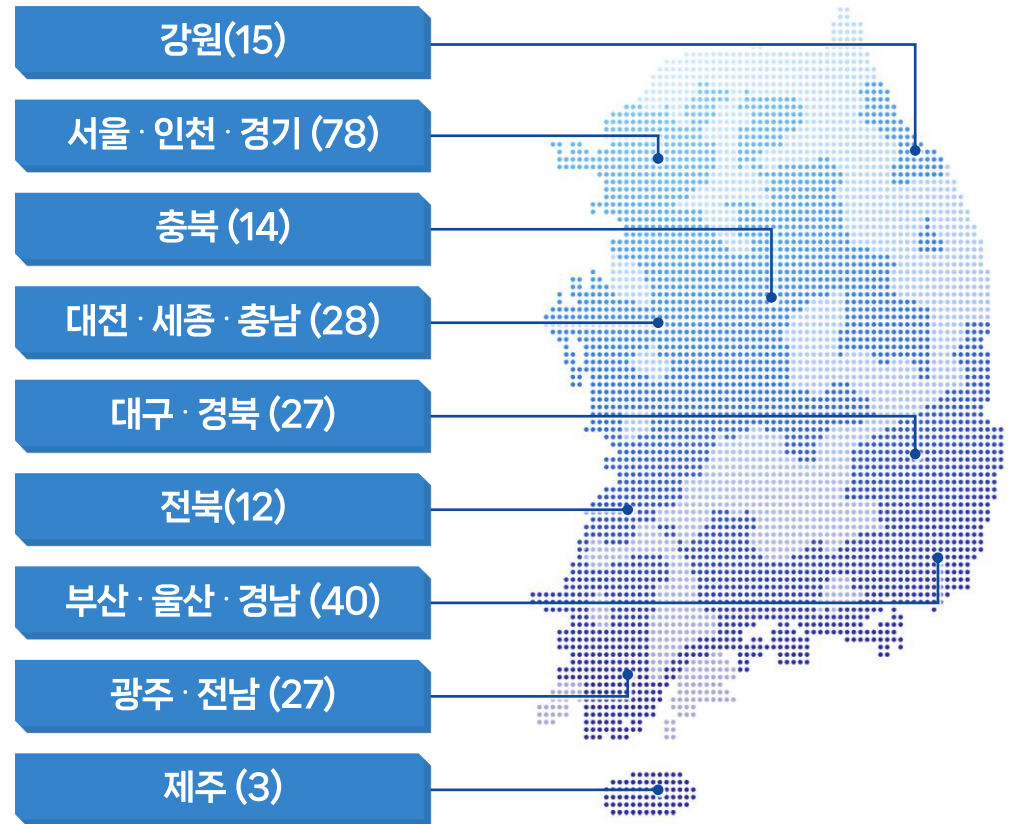 강원(15)
서울 · 인천 · 경기 (78)
충북 (14)
대전 · 세종 · 충남 (28)
대구 · 경북 (27)
전북(12)
부산 · 울산 · 경남 (40)
광주 · 전남 (27)
제주 (3)